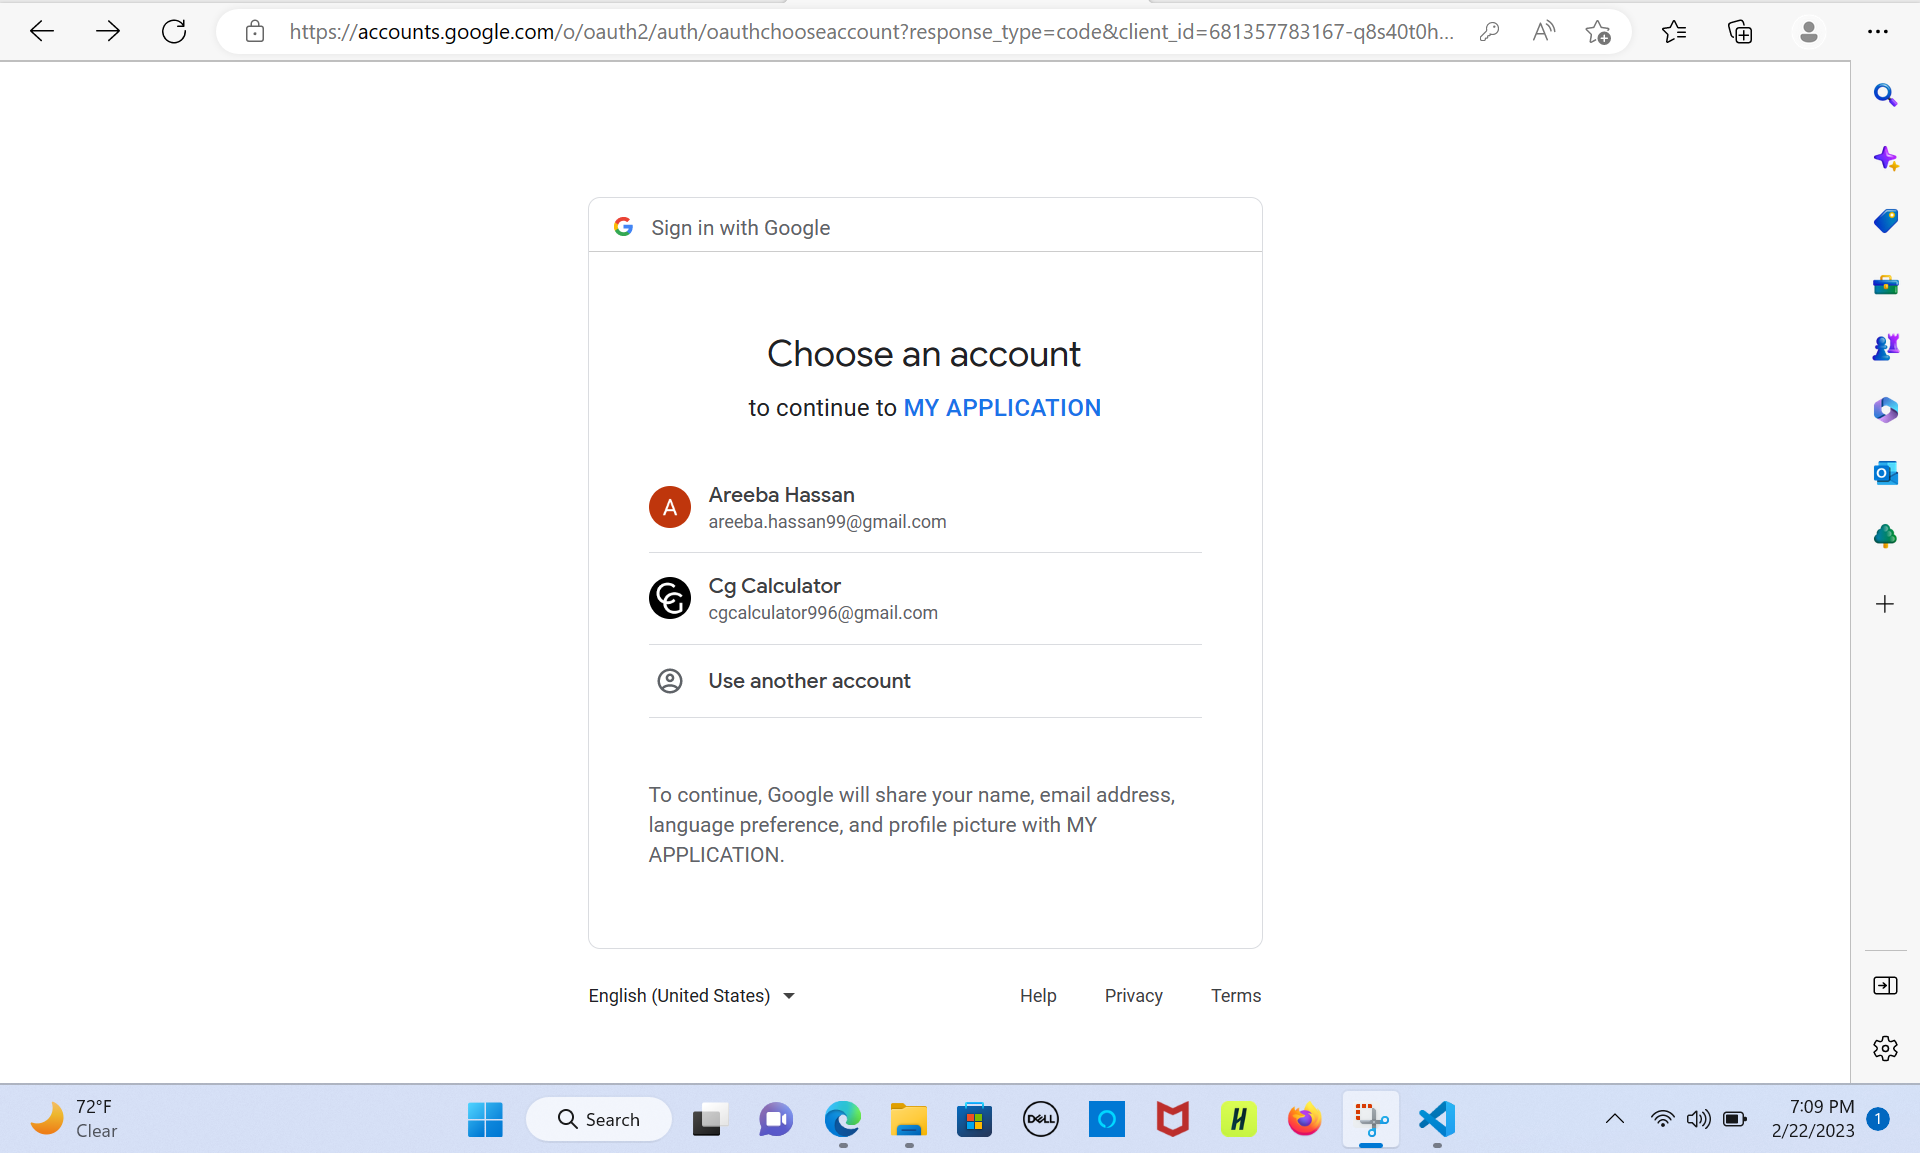 https://accounts.google.com/o/oauth2/auth/oauthchooseaccount?response_type=code&client_id=681357783167-q8s40t0h...
Sign in with Google
Choose an account
to continue to MY APPLICATION
A
Areeba Hassan
areeba.hassan99@gmail.com
CG
Cg Calculator
cgcalculator996@gmail.com
Use another account
To continue, Google will share your name, email address,
language preference, and profile picture with MY
APPLICATION.
English (United States)
Help
Privacy
Terms
72°F
Clear
Search
DELL
H
7:09 PM
2/22/2023
1